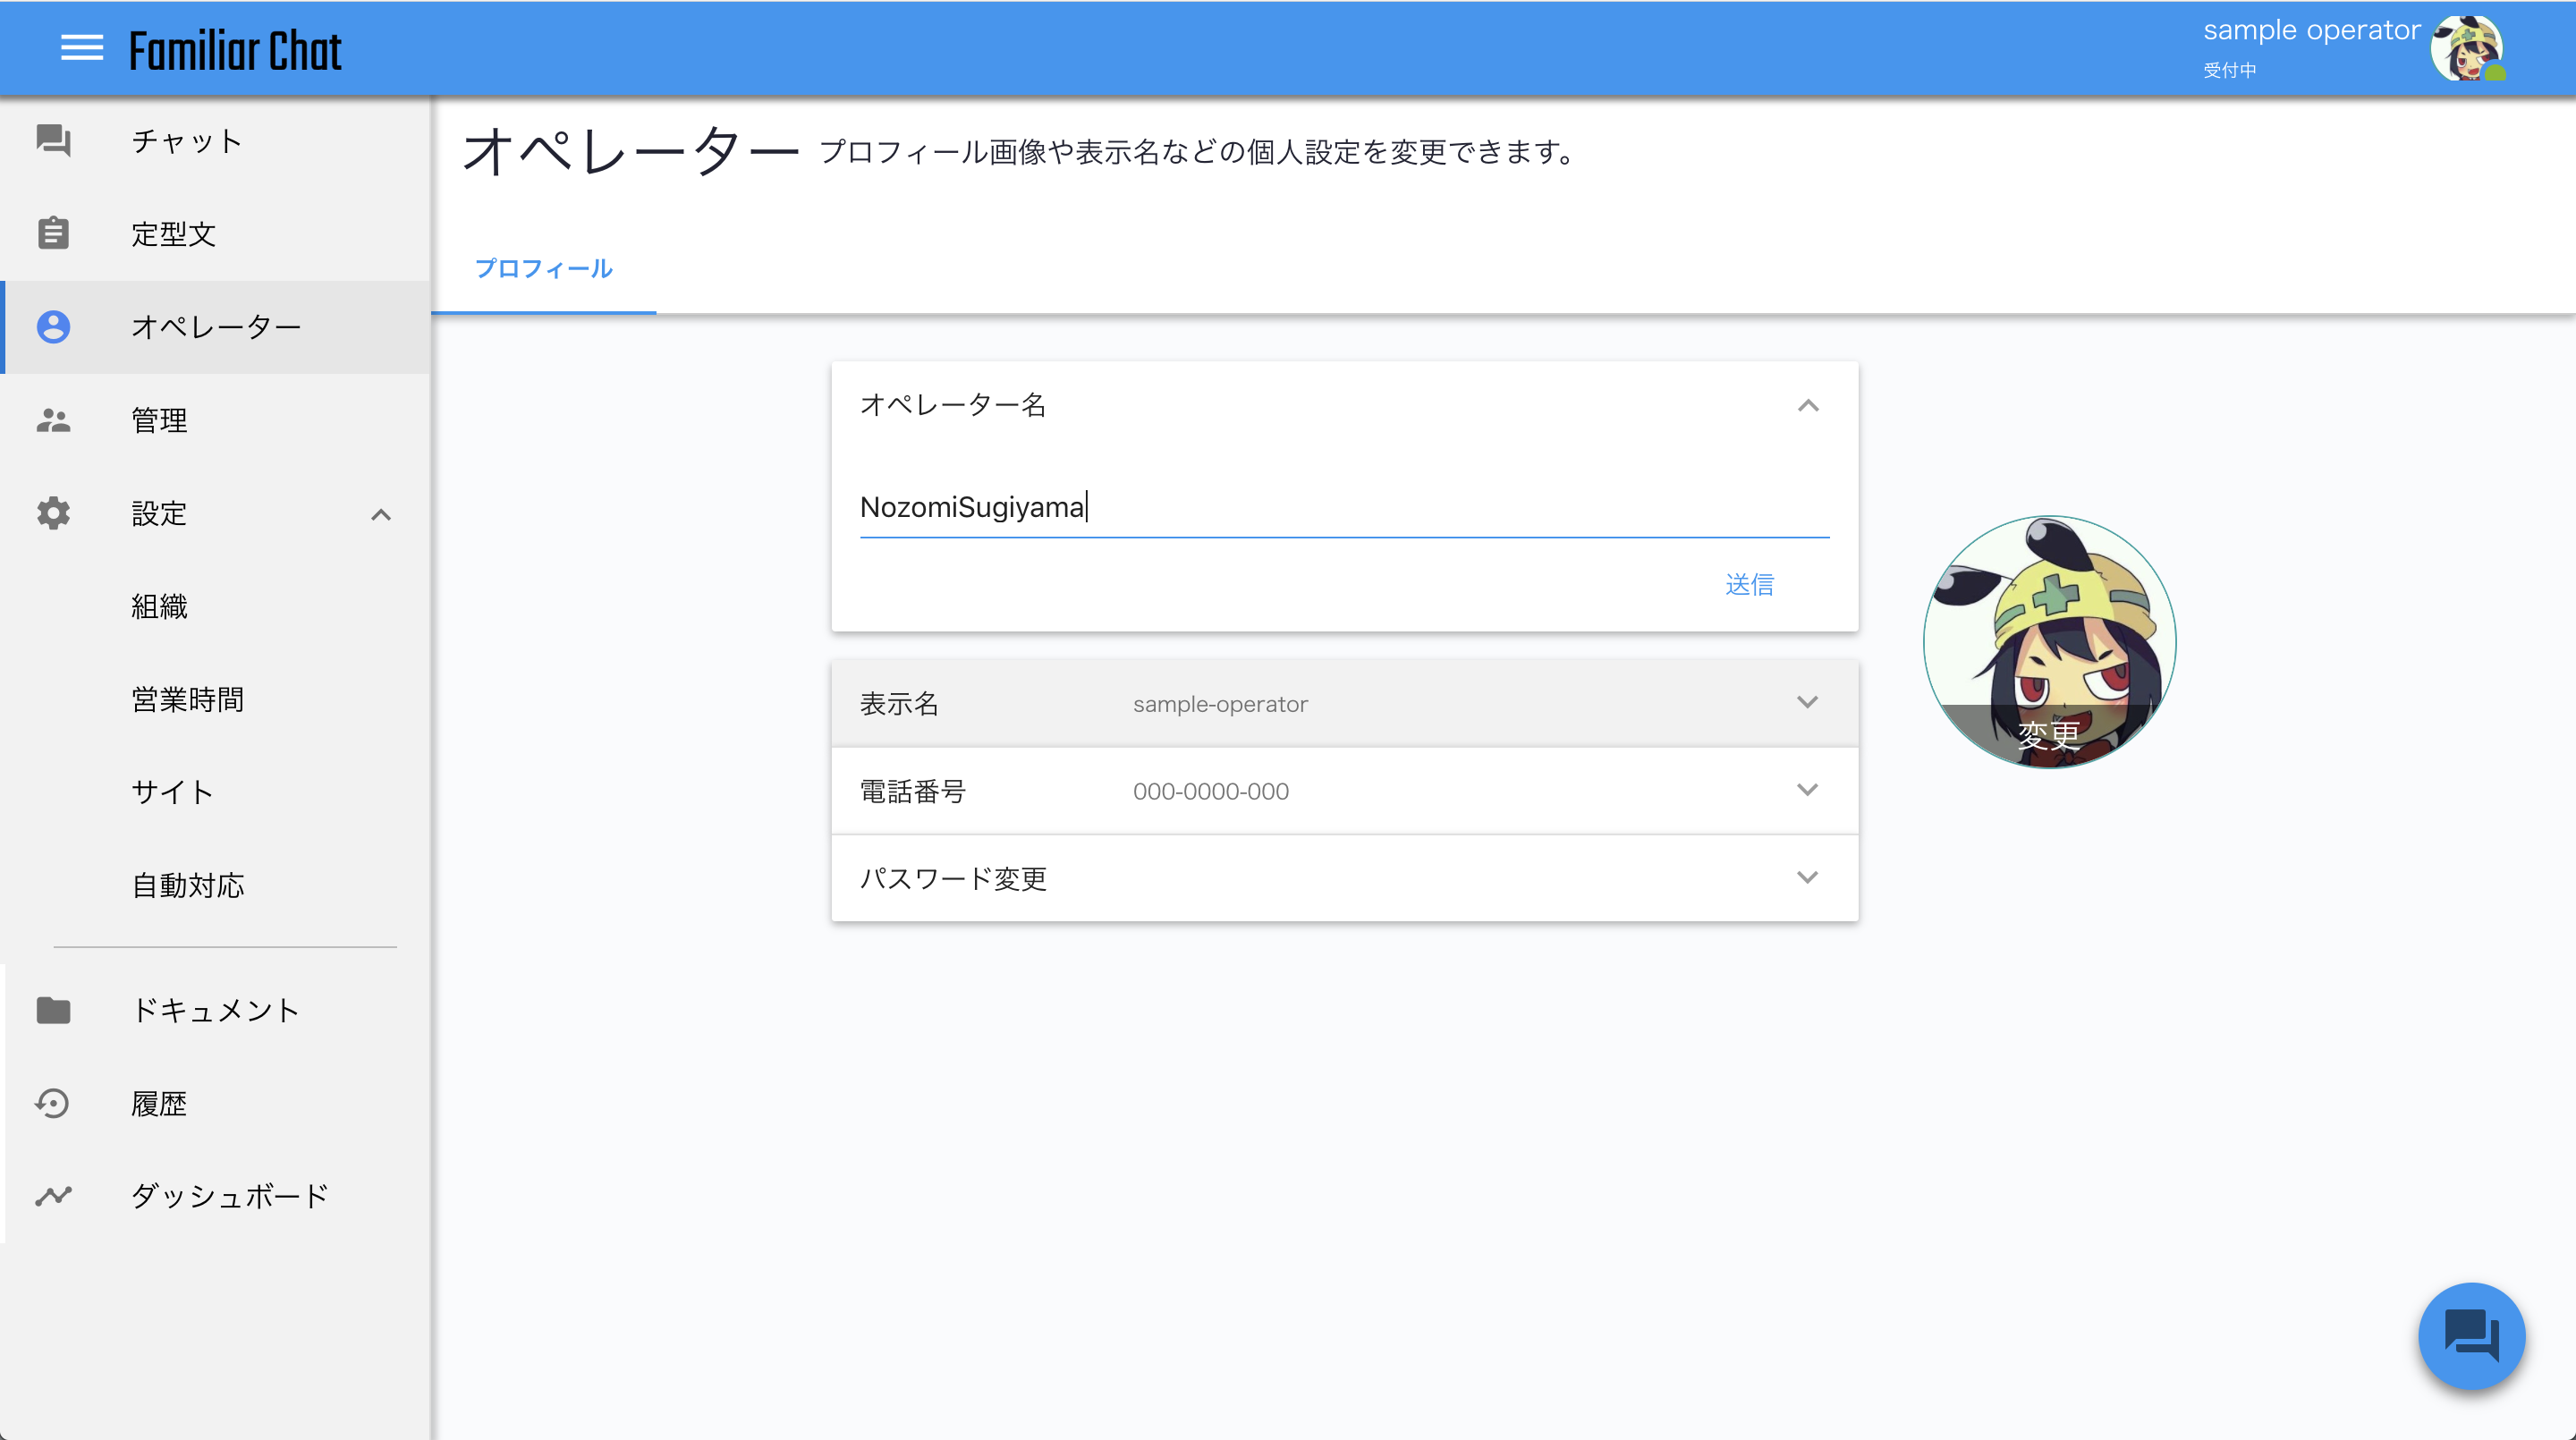 Familiar Chat
sample operator
受付中
チャット
定型文
オペレーター
管理
設定
組織
営業時間
サイト
自動対応
ドキュメント
履歴
ダッシュボード
オペレーター プロフィール画像や表示名などの個人設定を変更できます。
プロフィール
オペレーター名
NozomiSugiyama
送信
表示名 sample-operator
電話番号 000-0000-000
パスワード変更
変更